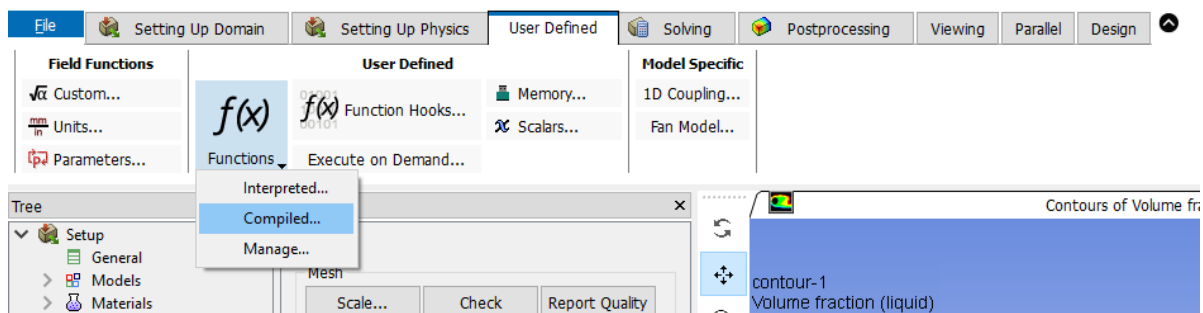 File Setting Up Domain Setting Up Physics User Defined Solving Postprocessing Viewing Parallel Design
Field Functions User Defined Model Specific
√α Custom... Memory... 1D Coupling...
f(x) f(x) Function Hooks...
mm/in Units... Scalars... Fan Model...
[p] Parameters... Functions Execute on Demand...
Interpreted...
Tree Contours of Volume fra
Compiled...
Setup
Manage...
General
Mesh
Models contour-1
Materials Scale... Check Report Quality Volume fraction (liquid)